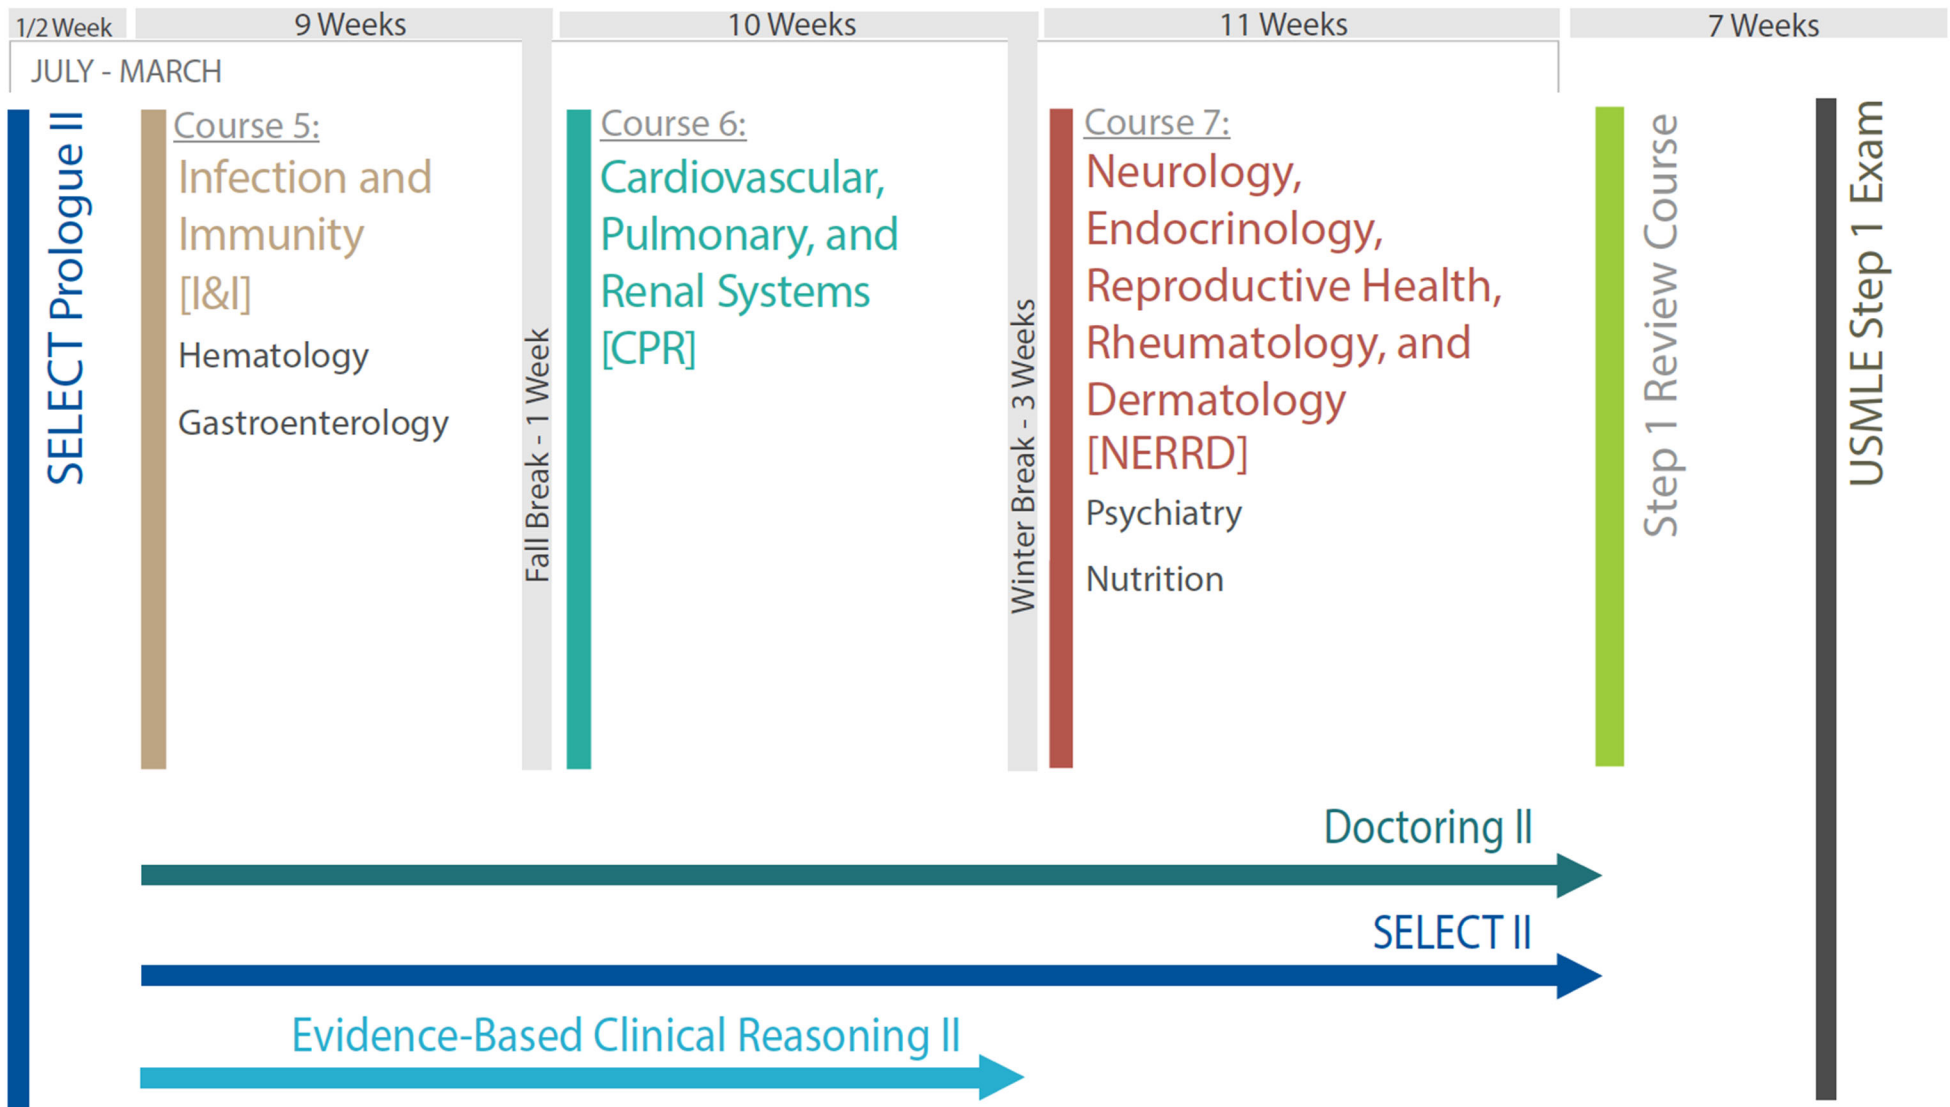 1/2 Week
9 Weeks
10 Weeks
11 Weeks
7 Weeks
JULY - MARCH
SELECT Prologue II
Course 5:
Infection and
Immunity
[I&I]
Hematology
Gastroenterology
Fall Break - 1 Week
Course 6:
Cardiovascular,
Pulmonary, and
Renal Systems
[CPR]
Winter Break - 3 Weeks
Course 7:
Neurology,
Endocrinology,
Reproductive Health,
Rheumatology, and
Dermatology
[NERRD]
Psychiatry
Nutrition
Step 1 Review Course
USMLE Step 1 Exam
Doctoring II
SELECT II
Evidence-Based Clinical Reasoning II